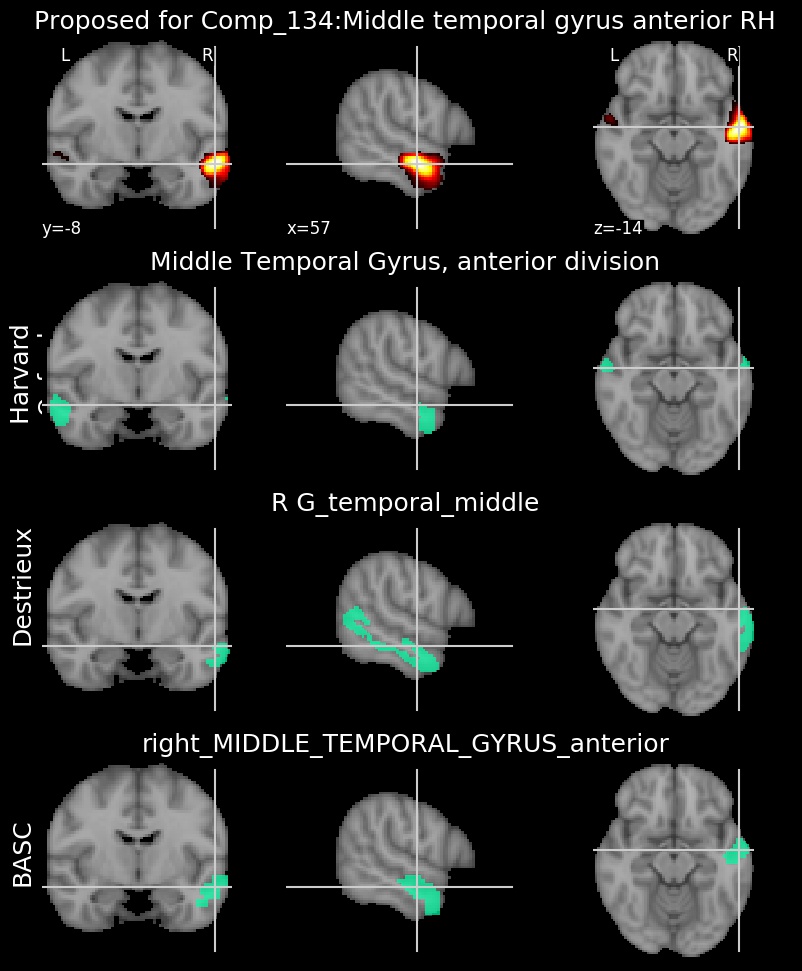 Proposed for Comp_134:Middle temporal gyrus anterior RH
L R L R
y=-8 x=57 z=-14
Middle Temporal Gyrus, anterior division
Harvard
R G_temporal_middle
Destrieux
right_MIDDLE_TEMPORAL_GYRUS_anterior
BASC